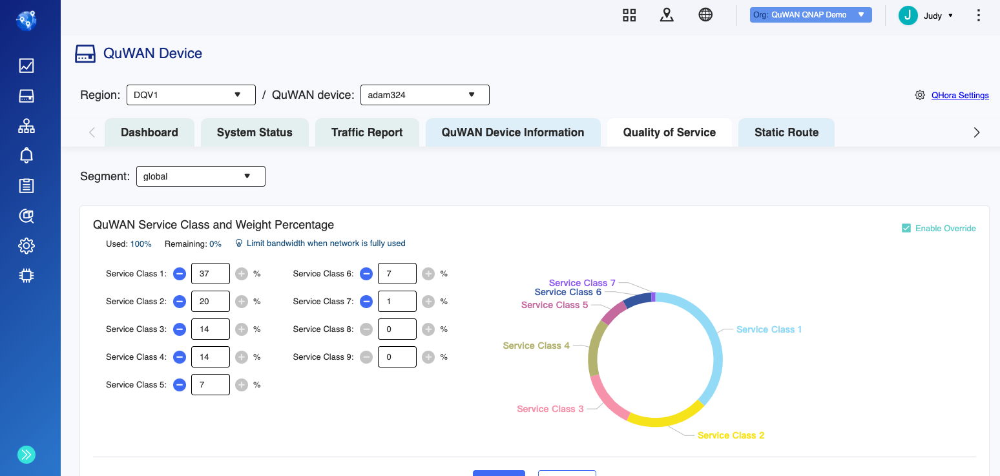 Org: QuWAN QNAP Demo
J Judy
QuWAN Device
Region: DQV1 / QuWAN device: adam324
QHora Settings
Dashboard System Status Traffic Report QuWAN Device Information Quality of Service Static Route
Segment: global
QuWAN Service Class and Weight Percentage
Enable Override
Used: 100% Remaining: 0% Limit bandwidth when network is fully used
Service Class 1: 37 %
Service Class 2: 20 %
Service Class 3: 14 %
Service Class 4: 14 %
Service Class 5: 7 %
Service Class 6: 7 %
Service Class 7: 1 %
Service Class 8: 0 %
Service Class 9: 0 %
Service Class 7
Service Class 6
Service Class 5
Service Class 4
Service Class 3
Service Class 1
Service Class 2